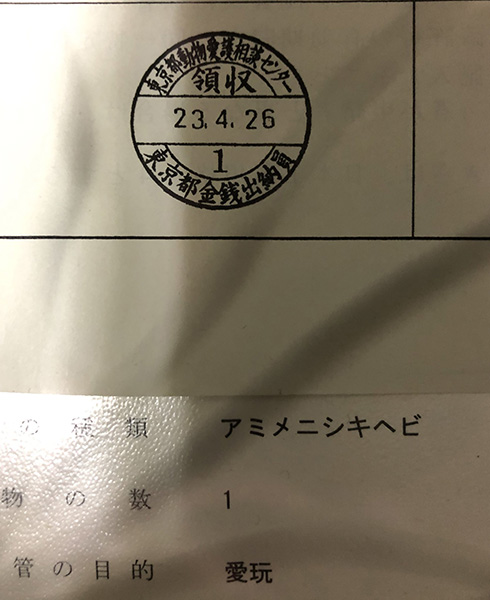 東京都動物愛護相談センター
領収
23.4.26
1
東京都金銭出納員
の種類 アミメニシキヘビ
物の数 1
管の目的 愛玩